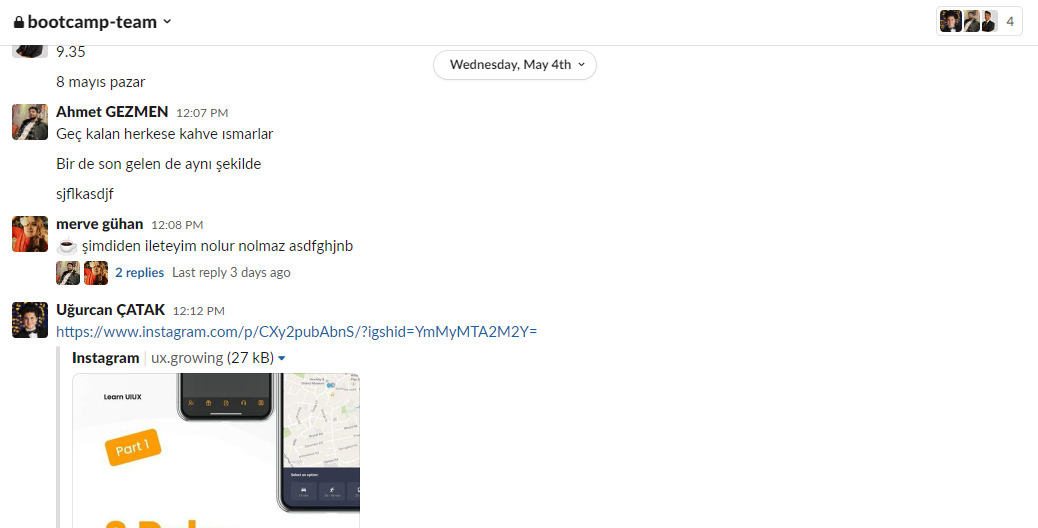 bootcamp-team
4
9.35
Wednesday, May 4th
8 mayıs pazar
Ahmet GEZMEN 12:07 PM
Geç kalan herkese kahve ısmarlar
Bir de son gelen de aynı şekilde
sjflkasdjf
merve gühan 12:08 PM
şimdiden ileteyim nolur nolmaz asdfghjnb
2 replies Last reply 3 days ago
Uğurcan ÇATAK 12:12 PM
https://www.instagram.com/p/CXy2pubAbnS/?igshid=YmMyMTA2M2Y=
Instagram ux.growing (27 kB)
Learn UIUX
Part 1
Select an option: